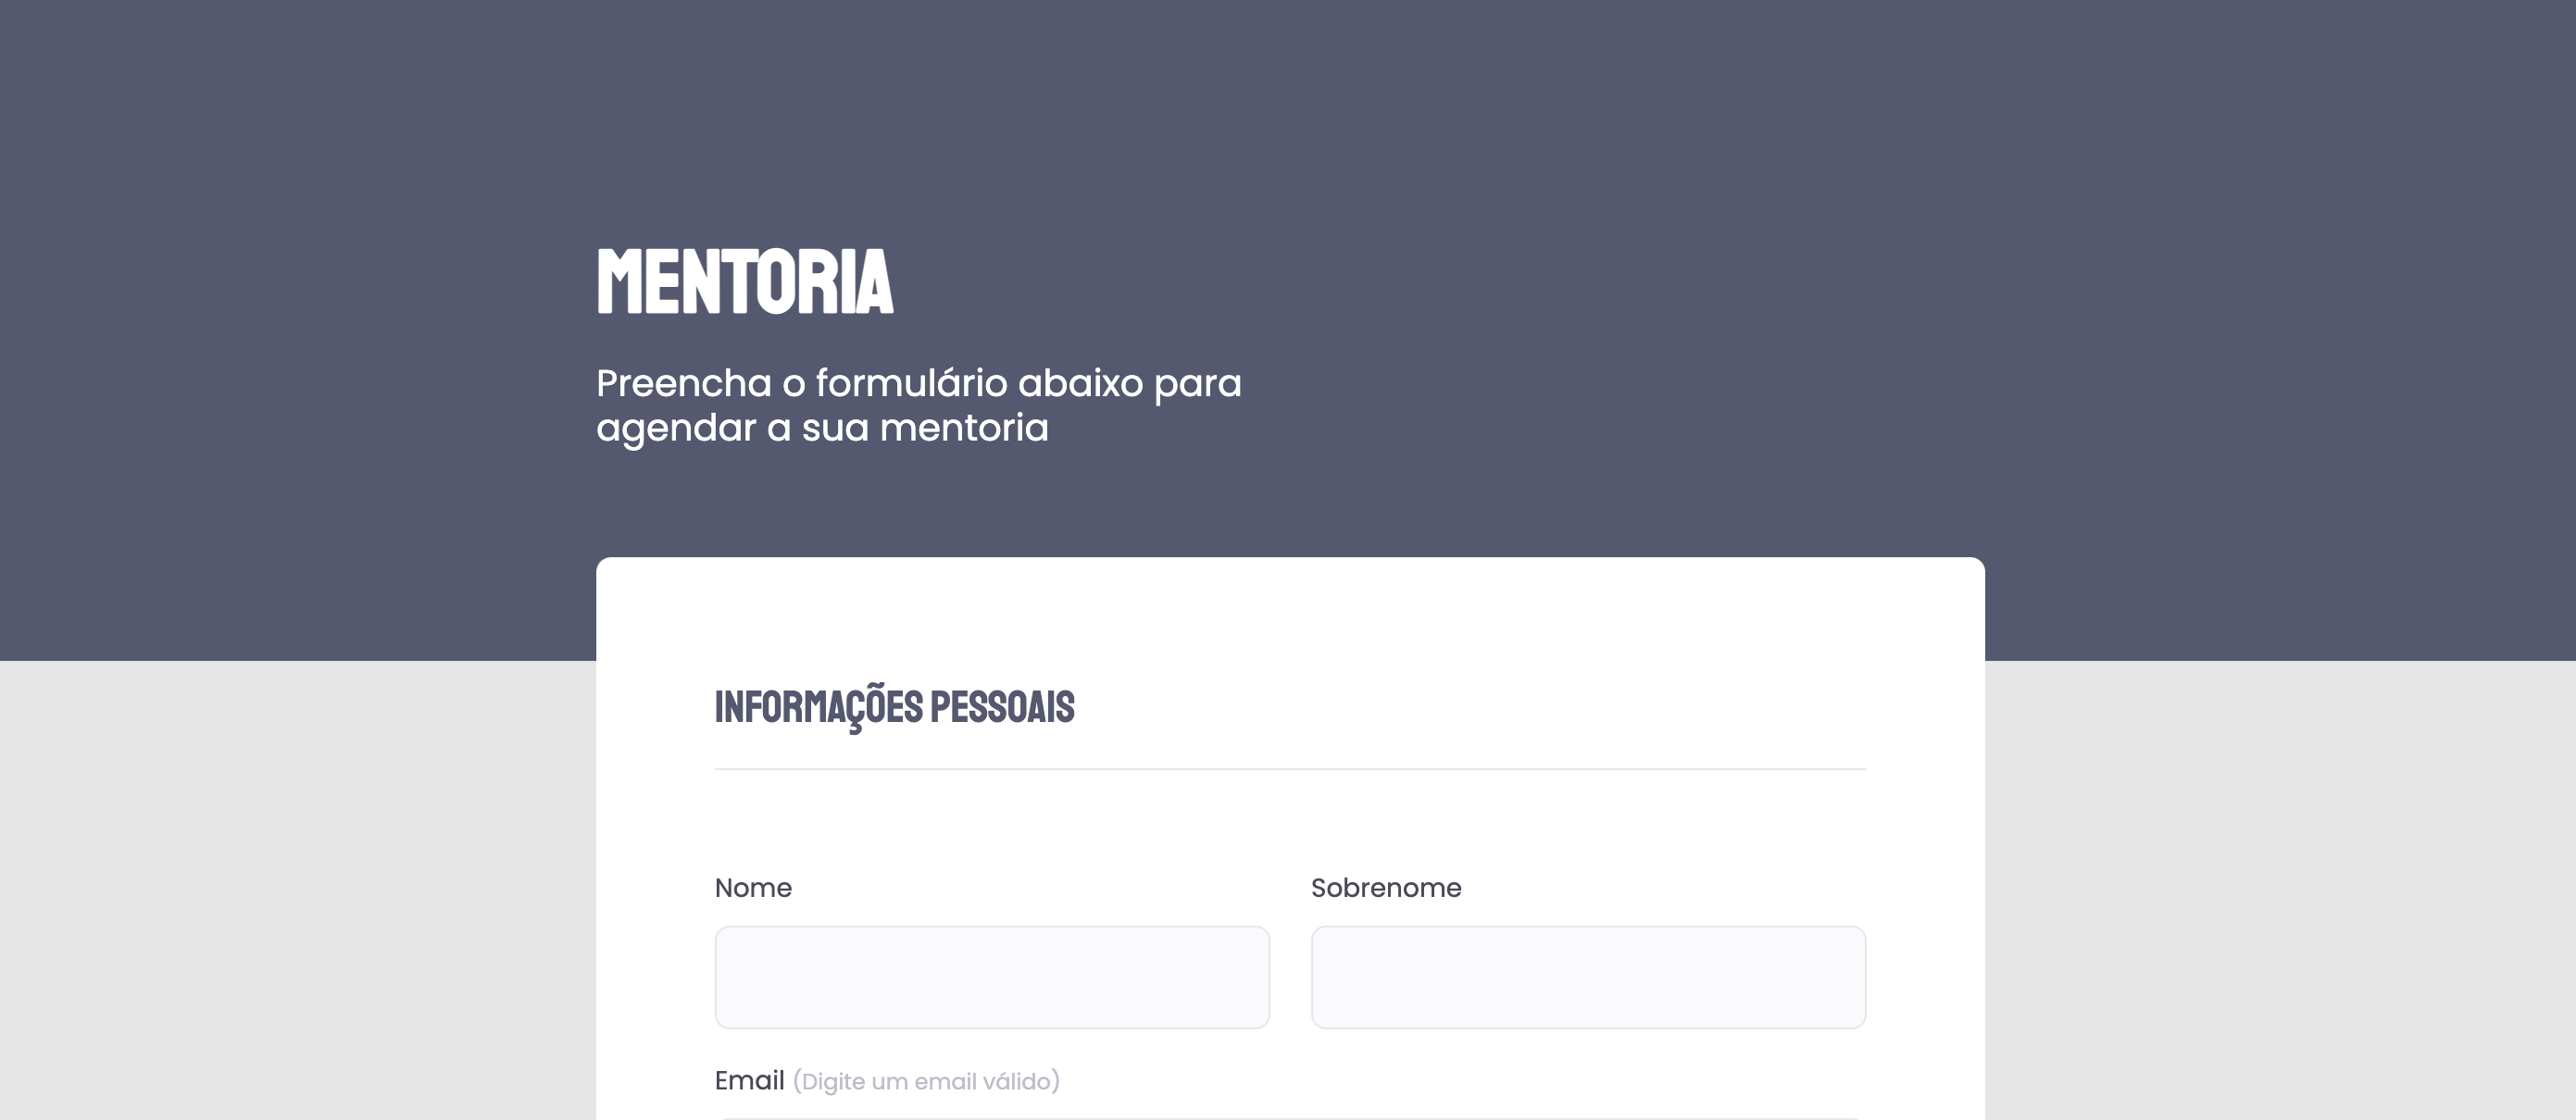 MENTORIA
Preencha o formulário abaixo para
agendar a sua mentoria
INFORMAÇÕES PESSOAIS
Nome
Sobrenome
Email (Digite um email válido)